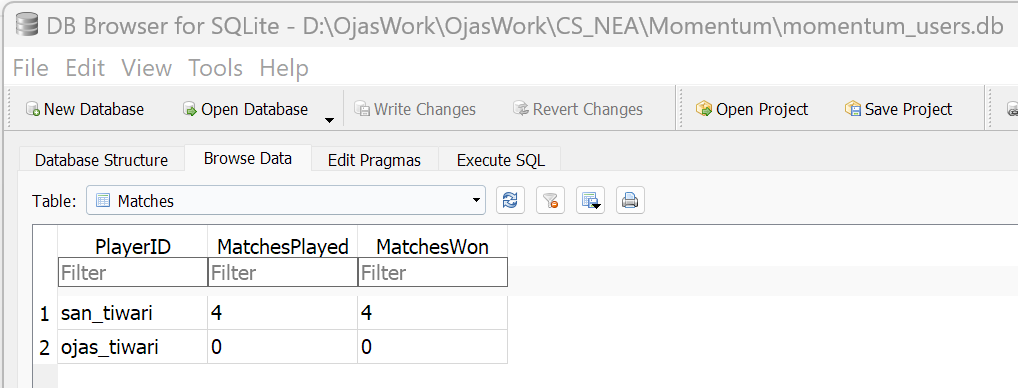 DB Browser for SQLite - D:\OjasWork\OjasWork\CS_NEA\Momentum\momentum_users.db
File Edit View Tools Help
New Database Open Database Write Changes Revert Changes Open Project Save Project
Database Structure Browse Data Edit Pragmas Execute SQL
Table: Matches
PlayerID MatchesPlayed MatchesWon
Filter Filter Filter
1 san_tiwari 4 4
2 ojas_tiwari 0 0